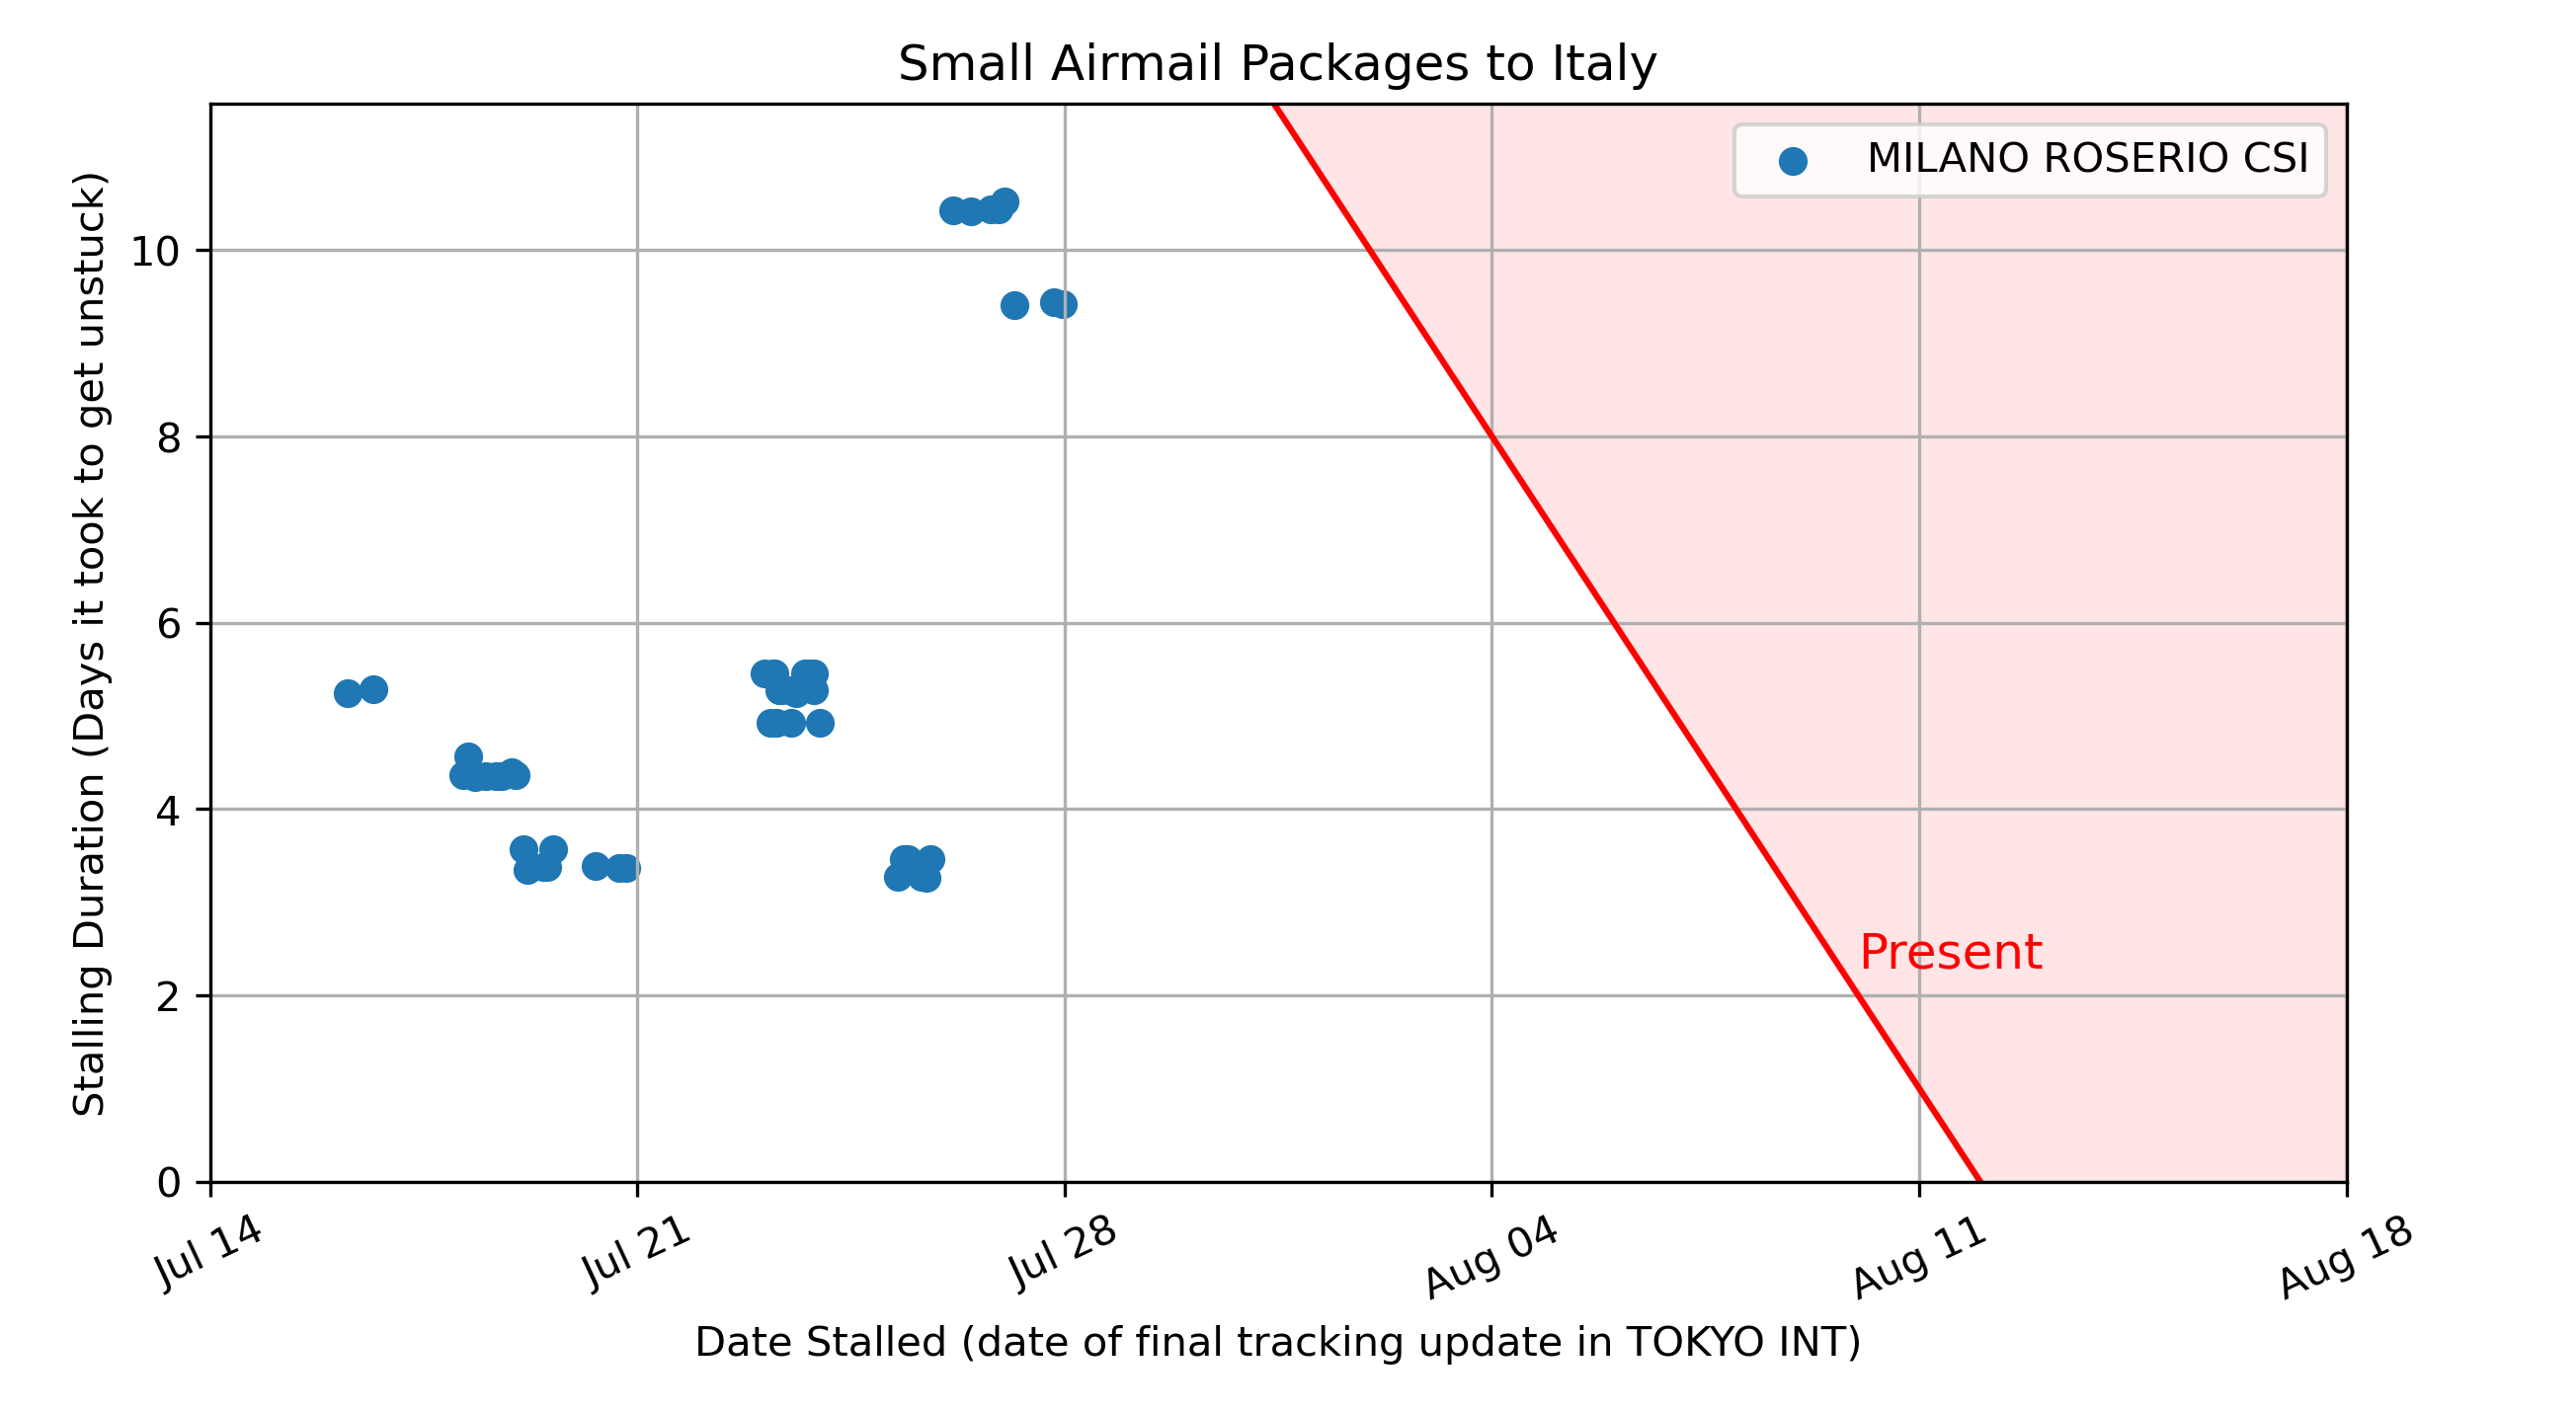 Small Airmail Packages to Italy
MILANO ROSERIO CSI
Stalling Duration (Days it took to get unstuck)
10
8
6
4
2
0
Present
Jul 14
Jul 21
Jul 28
Aug 04
Aug 11
Aug 18
Date Stalled (date of final tracking update in TOKYO INT)